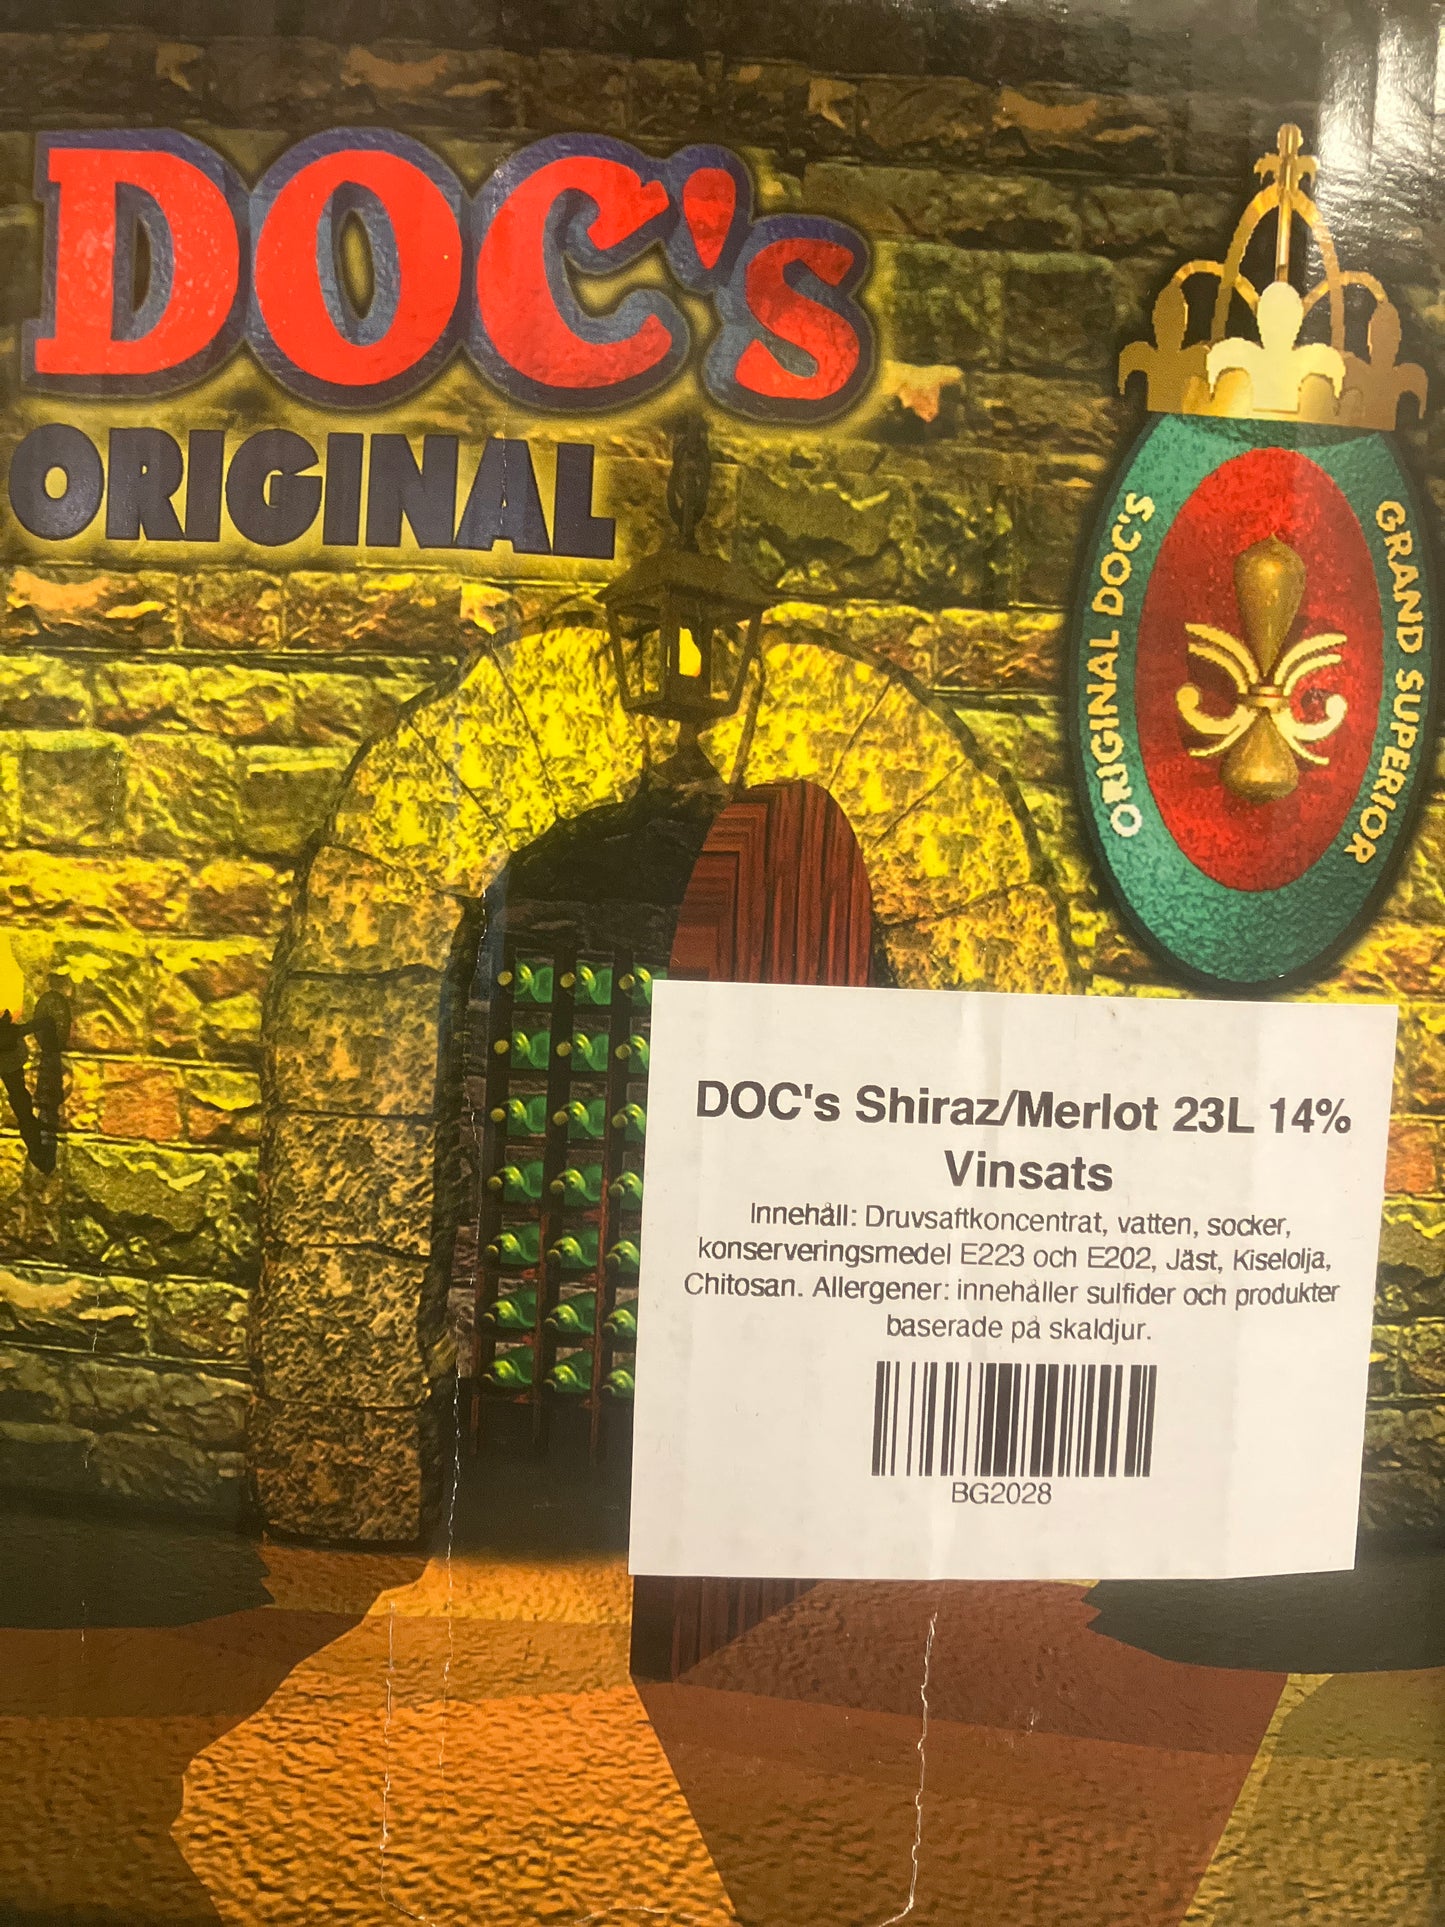 DOC's
ORIGINAL
ORIGINAL DOC'S
GRAND SUPERIOR
DOC's Shiraz/Merlot 23L 14%
Vinsats
Innehåll: Druvsaftkoncentrat, vatten, socker,
konserveringsmedel E223 och E202, Jäst, Kiselolja,
Chitosan. Allergener: innehåller sulfider och produkter
baserade på skaldjur.
BG2028